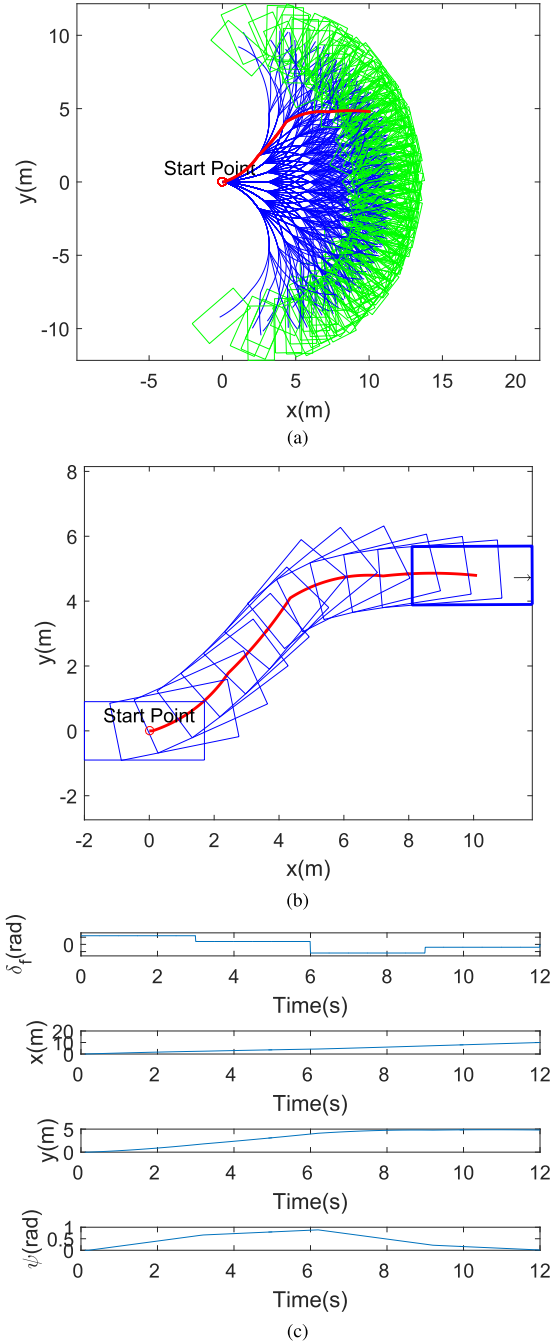 10
5
0
-5
-10
y(m)
Start Point
-5 0 5 10 15 20
x(m)
(a)
8
6
4
2
0
-2
y(m)
Start Point
-2 0 2 4 6 8 10
x(m)
(b)
δf(rad)
0
0 2 4 6 8 10 12
Time(s)
x(m)
20
10
0
0 2 4 6 8 10 12
Time(s)
y(m)
5
0
0 2 4 6 8 10 12
Time(s)
ψ(rad)
1
0.5
0
0 2 4 6 8 10 12
Time(s)
(c)